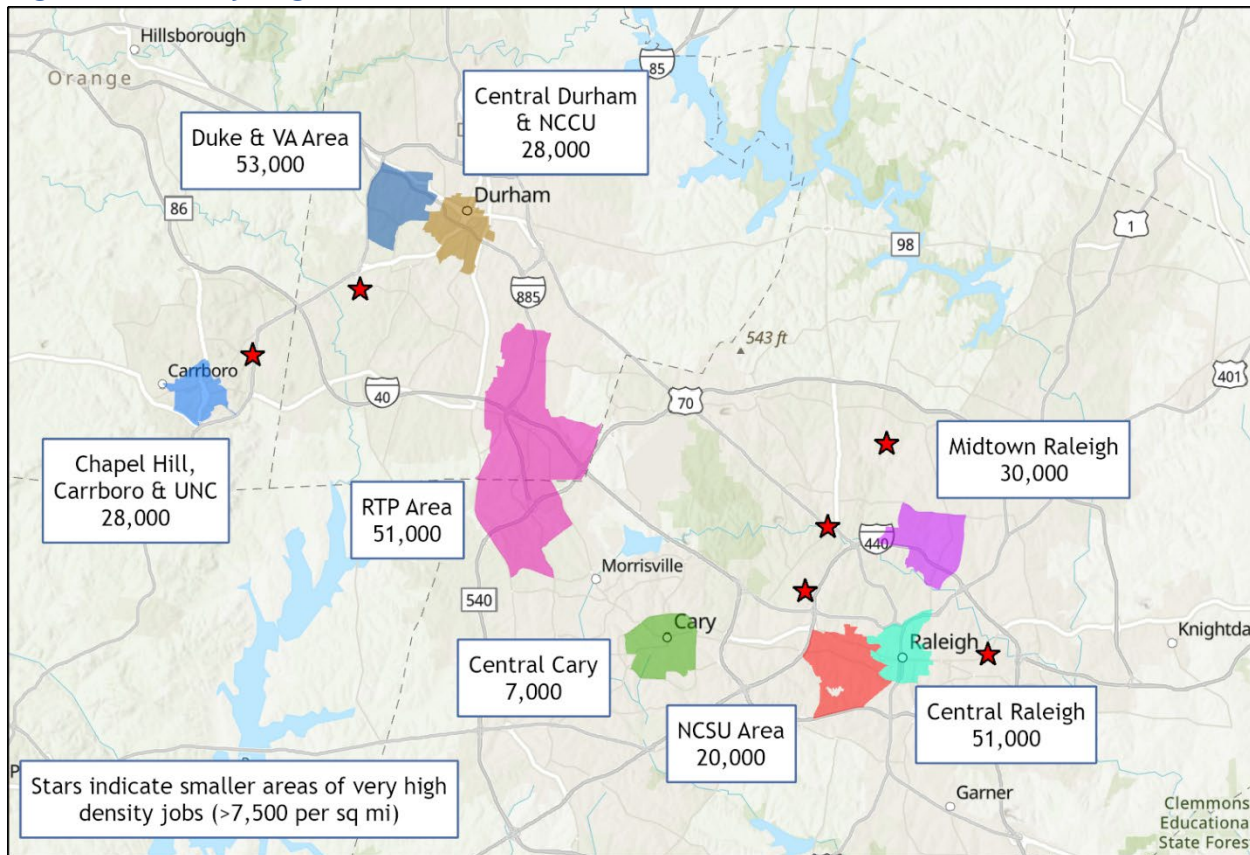 Hillsborough
Orange
85
Central Durham
& NCCU
28,000
Duke & VA Area
53,000
Durham
86
98
1
885
543 ft
Carrboro
40
70
401
Chapel Hill,
Carrboro & UNC
28,000
RTP Area
51,000
Midtown Raleigh
30,000
440
Morrisville
540
Cary
Raleigh
Knightda
Central Cary
7,000
NCSU Area
20,000
Central Raleigh
51,000
Stars indicate smaller areas of very high
density jobs (>7,500 per sq mi)
Garner
Clemmons
Educationa
State Fores